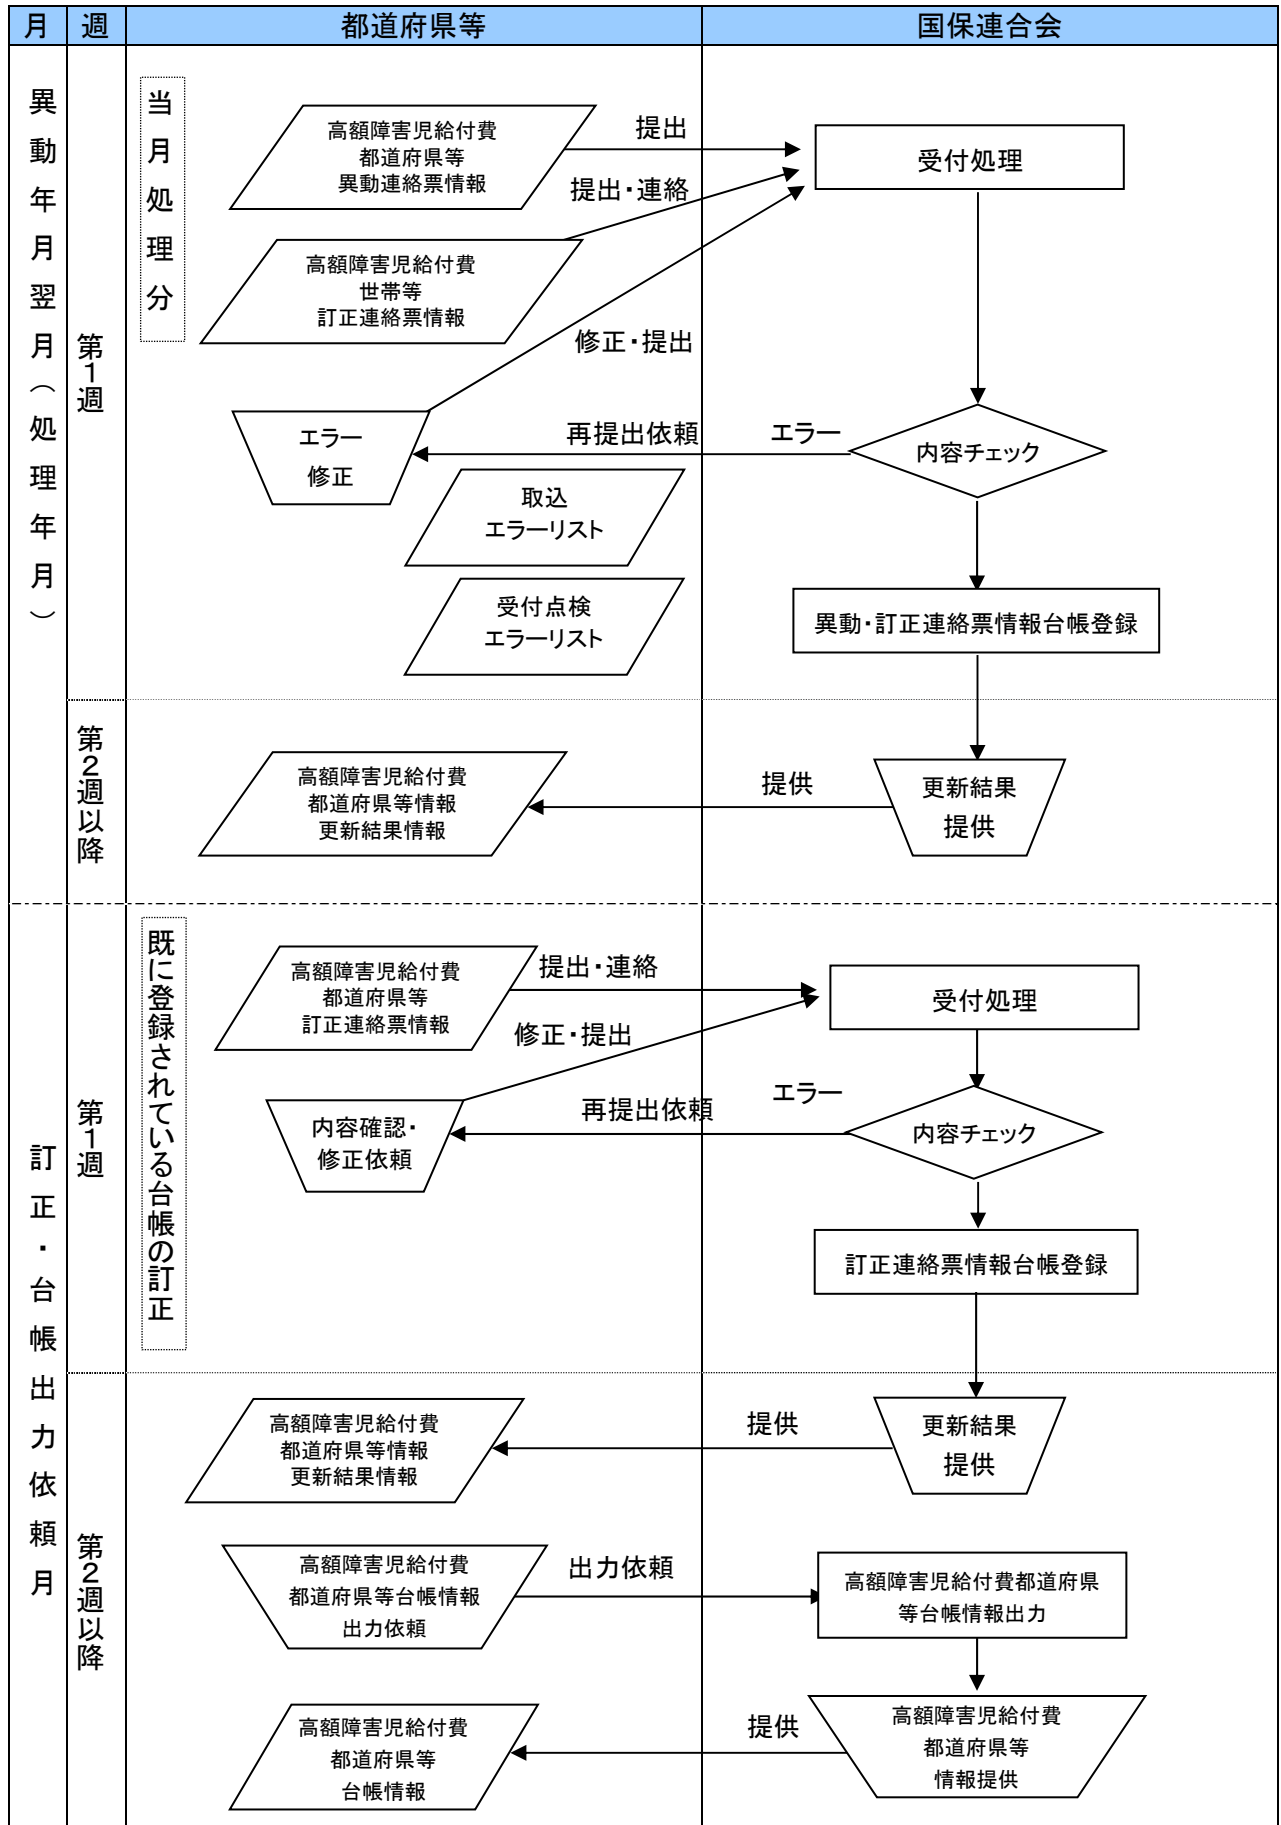 月
週
都道府県等
国保連合会
異動年月翌月（処理年月）
第1週
当月処理分
高額障害児給付費
都道府県等
異動連絡票情報
提出
受付処理
提出・連絡
高額障害児給付費
世帯等
訂正連絡票情報
修正・提出
エラー
修正
再提出依頼
エラー
内容チェック
取込
エラーリスト
受付点検
エラーリスト
異動・訂正連絡票情報台帳登録
第2週以降
高額障害児給付費
都道府県等情報
更新結果情報
提供
更新結果
提供
訂正・台帳出力依頼月
第1週
既に登録されている台帳の訂正
高額障害児給付費
都道府県等
訂正連絡票情報
提出・連絡
受付処理
修正・提出
内容確認・
修正依頼
再提出依頼
エラー
内容チェック
訂正連絡票情報台帳登録
第2週以降
高額障害児給付費
都道府県等情報
更新結果情報
提供
更新結果
提供
高額障害児給付費
都道府県等台帳情報
出力依頼
出力依頼
高額障害児給付費都道府県
等台帳情報出力
高額障害児給付費
都道府県等
台帳情報
提供
高額障害児給付費
都道府県等
情報提供